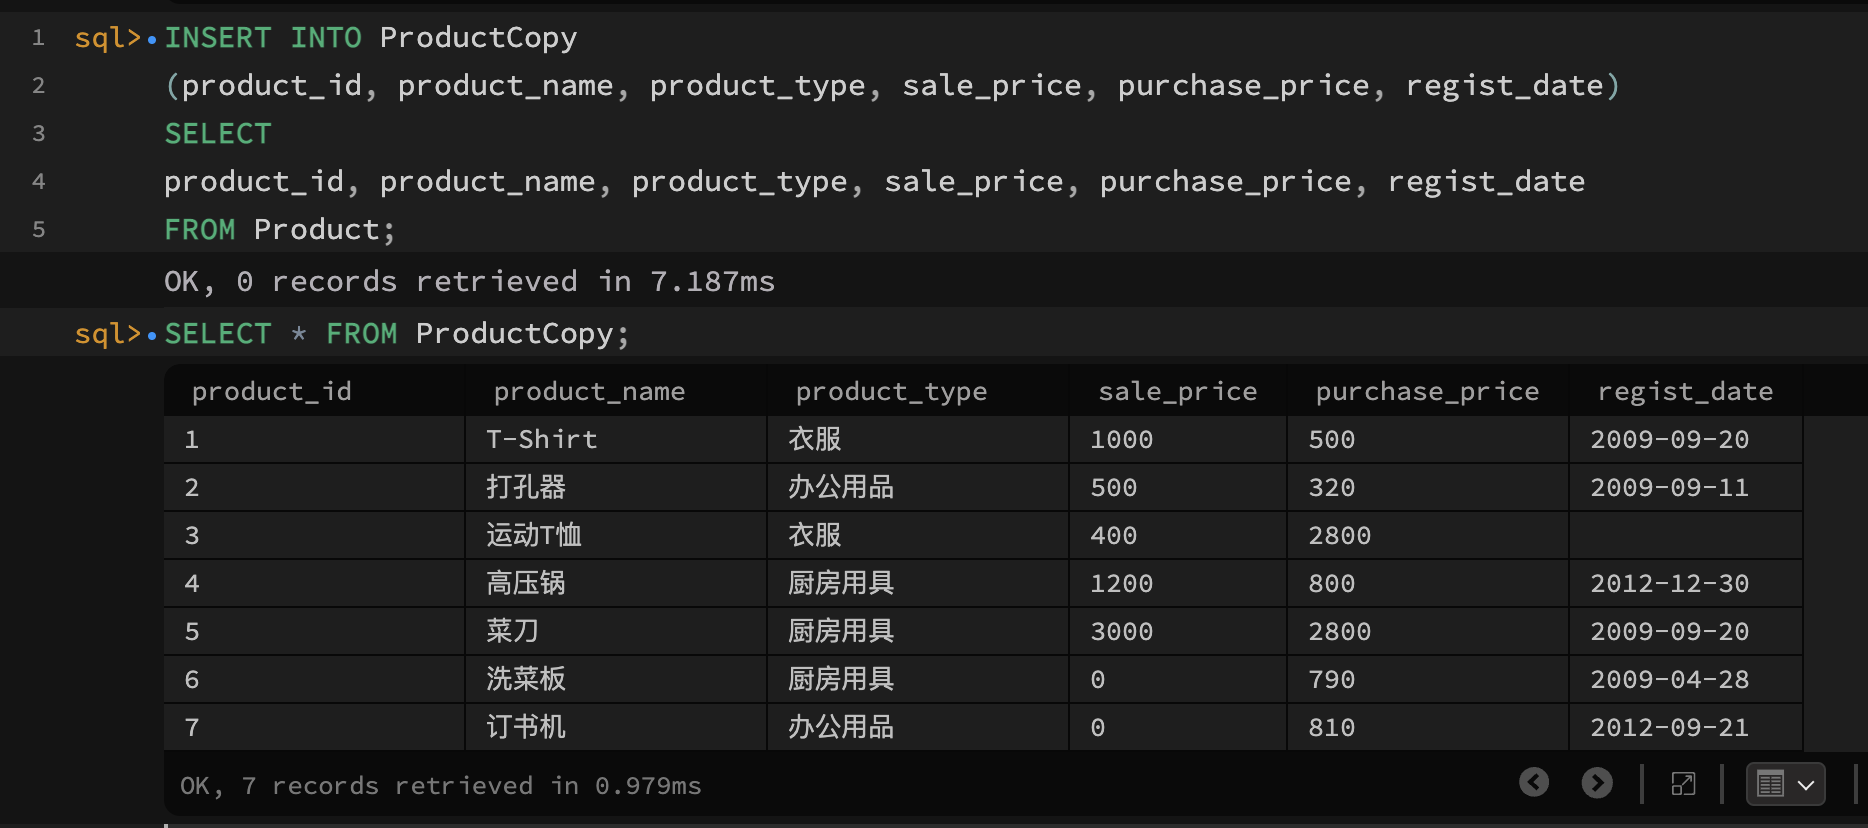 1 sql> INSERT INTO ProductCopy
2 (product_id, product_name, product_type, sale_price, purchase_price, regist_date)
3 SELECT
4 product_id, product_name, product_type, sale_price, purchase_price, regist_date
5 FROM Product;
OK, 0 records retrieved in 7.187ms
sql> SELECT * FROM ProductCopy;
product_id product_name product_type sale_price purchase_price regist_date
1 T-Shirt 衣服 1000 500 2009-09-20
2 打孔器 办公用品 500 320 2009-09-11
3 运动T恤 衣服 400 2800
4 高压锅 厨房用具 1200 800 2012-12-30
5 菜刀 厨房用具 3000 2800 2009-09-20
6 洗菜板 厨房用具 0 790 2009-04-28
7 订书机 办公用品 0 810 2012-09-21
OK, 7 records retrieved in 0.979ms